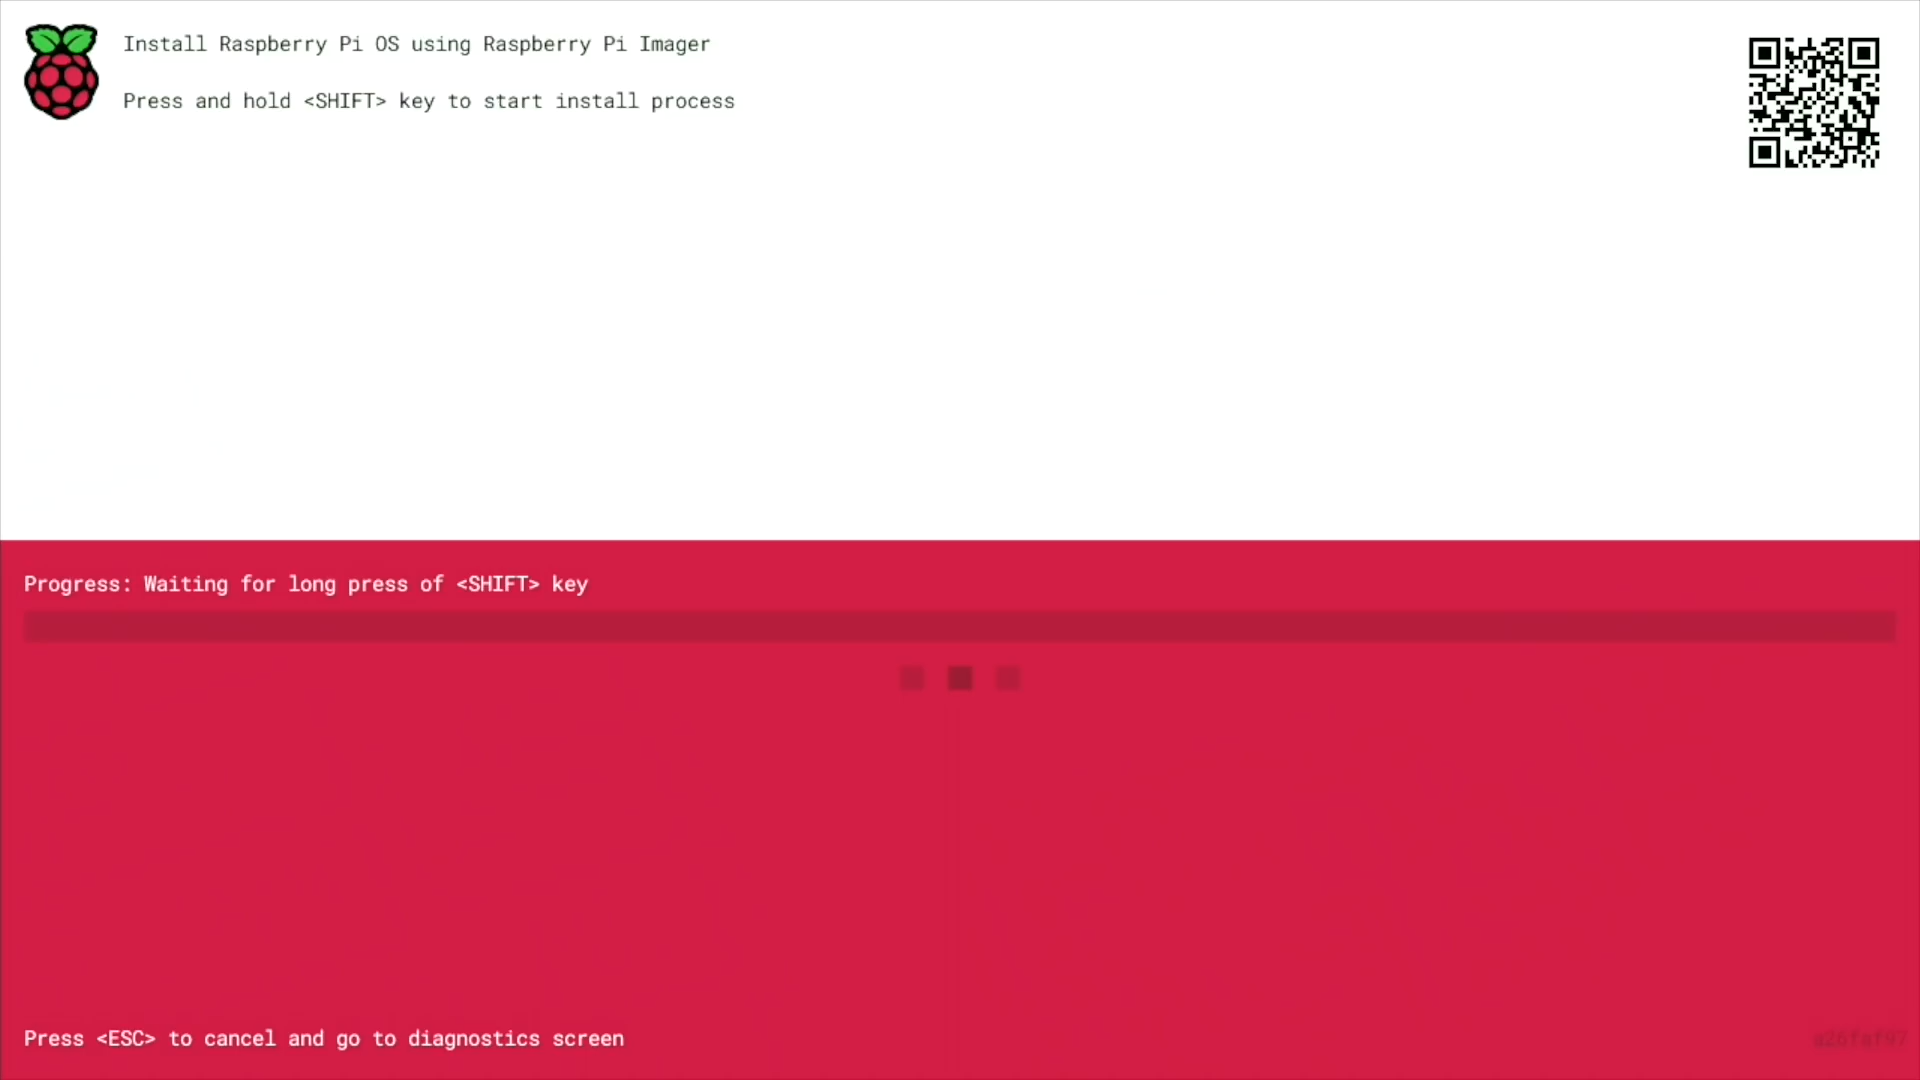 Install Raspberry Pi OS using Raspberry Pi Imager
Press and hold <SHIFT> key to start install process
Progress: Waiting for long press of <SHIFT> key
Press <ESC> to cancel and go to diagnostics screen
a26faf97